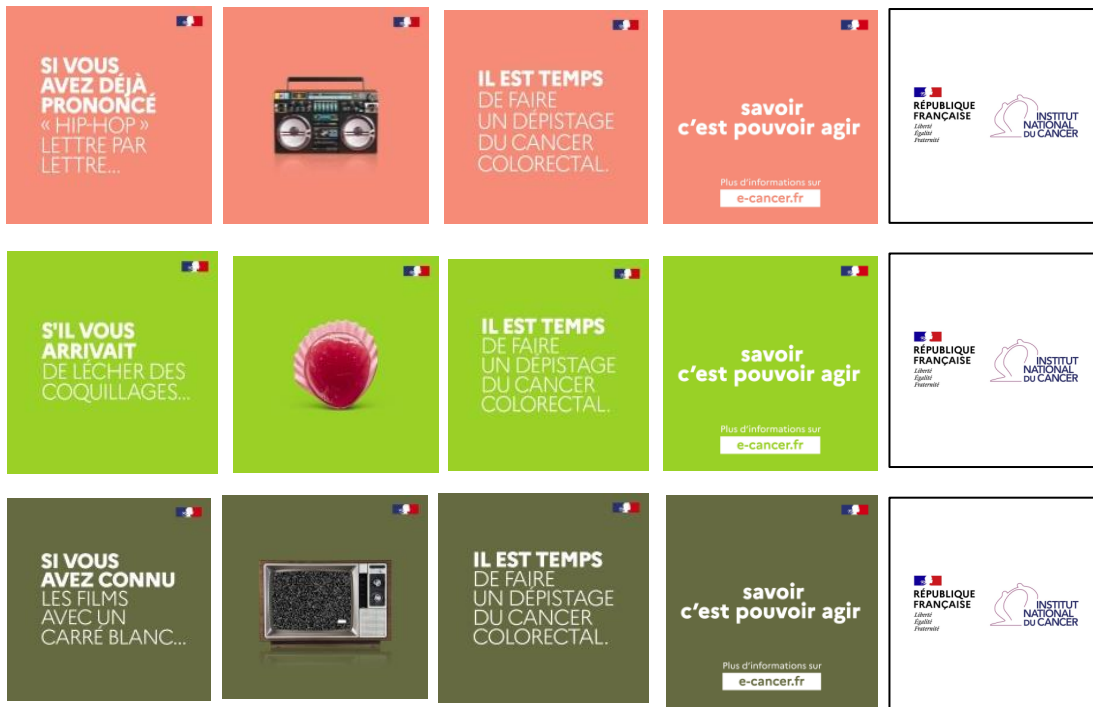 SI VOUS
AVEZ DÉJÀ
PRONONCÉ
« HIP-HOP »
LETTRE PAR
LETTRE...
IL EST TEMPS
DE FAIRE
UN DÉPISTAGE
DU CANCER
COLORECTAL.
savoir
c'est pouvoir agir
Plus d'informations sur
e-cancer.fr
RÉPUBLIQUE
FRANÇAISE
Liberté
Égalité
Fraternité
INSTITUT
NATIONAL
DU CANCER
S'IL VOUS
ARRIVAIT
DE LÉCHER DES
COQUILLAGES...
IL EST TEMPS
DE FAIRE
UN DÉPISTAGE
DU CANCER
COLORECTAL.
savoir
c'est pouvoir agir
Plus d'informations sur
e-cancer.fr
RÉPUBLIQUE
FRANÇAISE
Liberté
Égalité
Fraternité
INSTITUT
NATIONAL
DU CANCER
SI VOUS
AVEZ CONNU
LES FILMS
AVEC UN
CARRÉ BLANC...
IL EST TEMPS
DE FAIRE
UN DÉPISTAGE
DU CANCER
COLORECTAL.
savoir
c'est pouvoir agir
Plus d'informations sur
e-cancer.fr
RÉPUBLIQUE
FRANÇAISE
Liberté
Égalité
Fraternité
INSTITUT
NATIONAL
DU CANCER